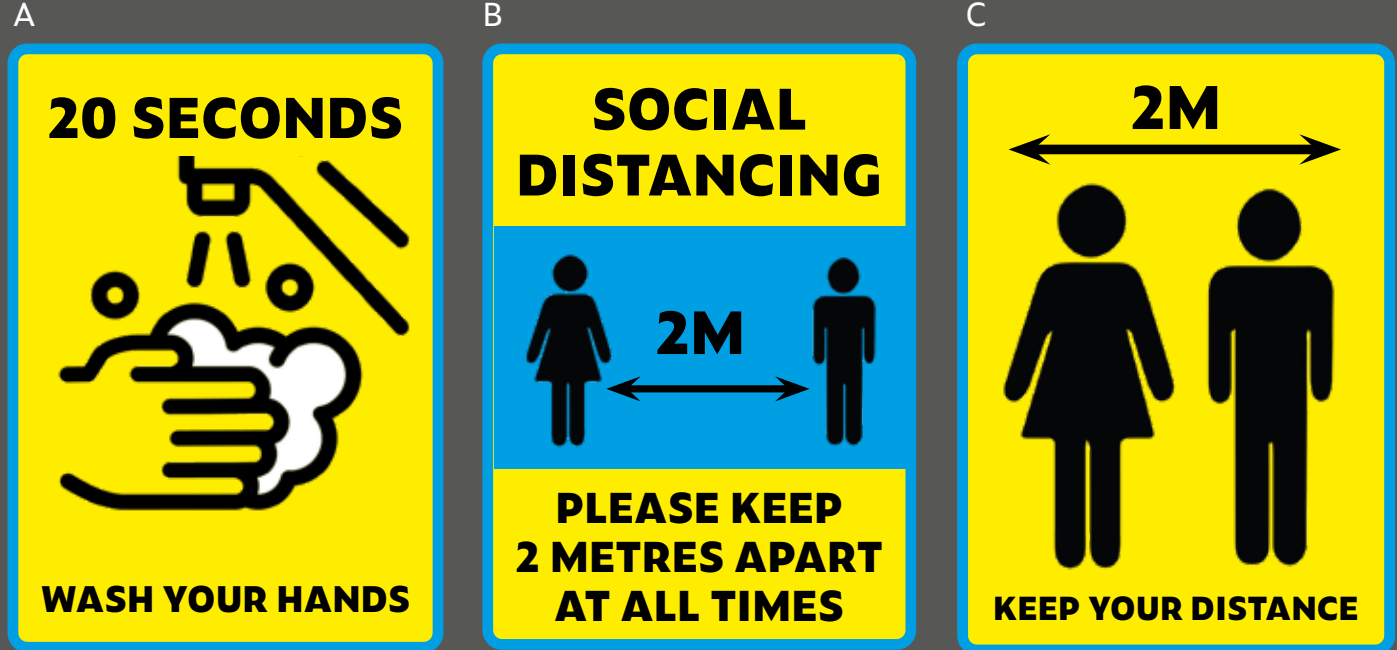 A
20 SECONDS
WASH YOUR HANDS
B
SOCIAL
DISTANCING
2M
PLEASE KEEP
2 METRES APART
AT ALL TIMES
C
2M
KEEP YOUR DISTANCE